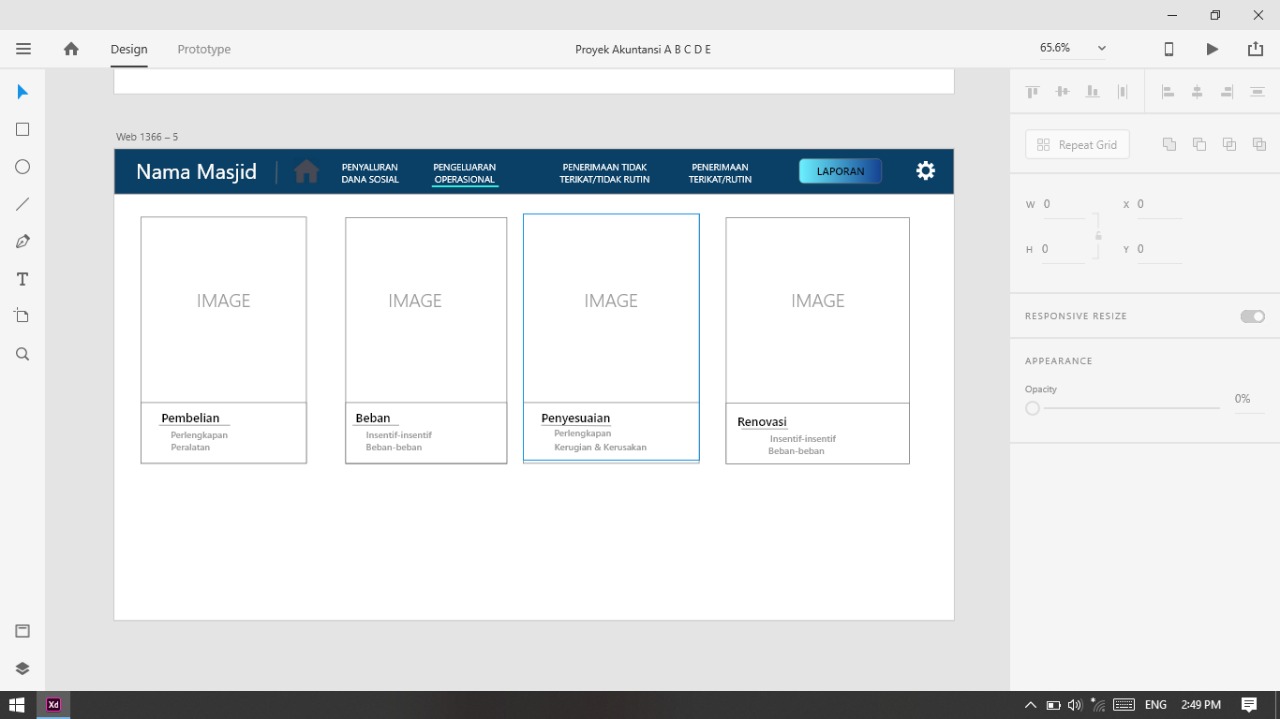 Design
Prototype
Proyek Akuntansi A B C D E
65.6%
Web 1366 – 5
Nama Masjid
PENYALURAN
DANA SOSIAL
PENGELUARAN
OPERASIONAL
PENERIMAAN TIDAK
TERIKAT/TIDAK RUTIN
PENERIMAAN
TERIKAT/RUTIN
LAPORAN
IMAGE
IMAGE
IMAGE
IMAGE
Pembelian
Perlengkapan
Peralatan
Beban
Insentif-insentif
Beban-beban
Penyesuaian
Perlengkapan
Kerugian & Kerusakan
Renovasi
Insentif-insentif
Beban-beban
Repeat Grid
W 0
X 0
H 0
Y 0
RESPONSIVE RESIZE
APPEARANCE
Opacity
0%
Xd
ENG
2:49 PM